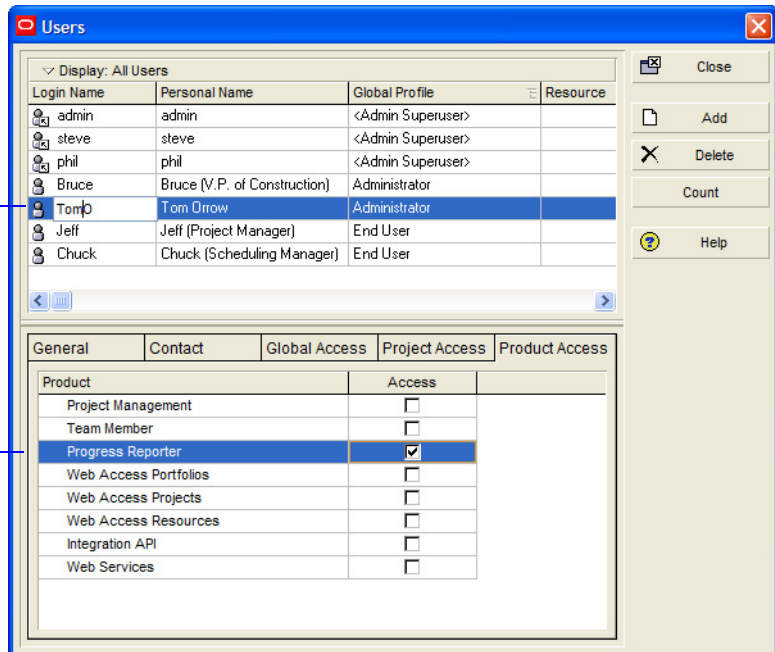 Users
Display: All Users
Login Name Personal Name Global Profile Resource
admin admin <Admin Superuser>
steve steve <Admin Superuser>
phil phil <Admin Superuser>
Bruce Bruce (V.P. of Construction) Administrator
TomO Tom Orrow Administrator
Jeff Jeff (Project Manager) End User
Chuck Chuck (Scheduling Manager) End User
Close
Add
Delete
Count
Help
General Contact Global Access Project Access Product Access
Product Access
Project Management
Team Member
Progress Reporter
Web Access Portfolios
Web Access Projects
Web Access Resources
Integration API
Web Services